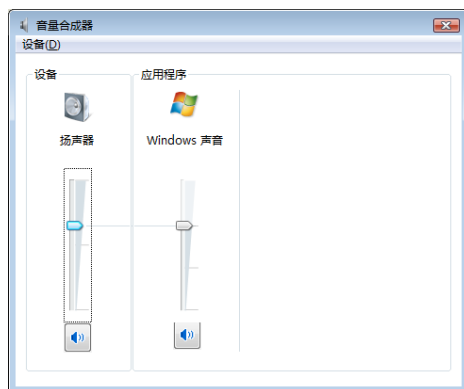 音量合成器
设备(D)
设备
应用程序
扬声器
Windows 声音